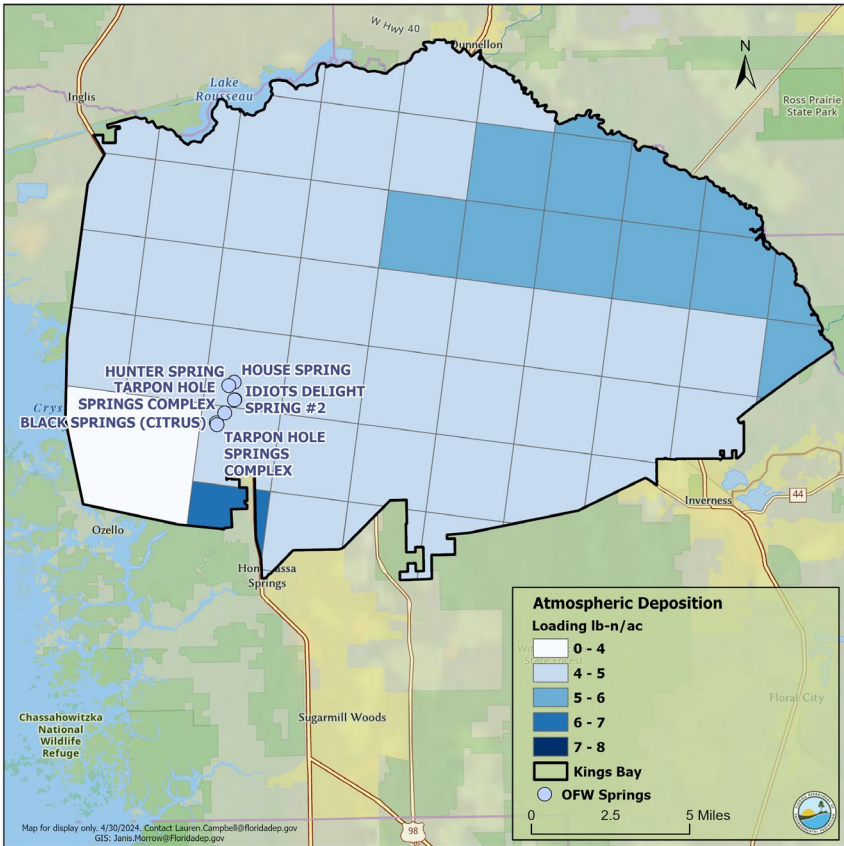 W Hwy 40
Dunnellon
N
Lake
Rousseau
Inglis
Ross Prairie
State Park
HUNTER SPRING
HOUSE SPRING
TARPON HOLE
SPRINGS COMPLEX
IDIOTS DELIGHT
SPRING #2
Crys
BLACK SPRINGS (CITRUS)
TARPON HOLE
SPRINGS
COMPLEX
Ozello
Inverness
44
Springs
Chassahowitzka
National
Wildlife
Refuge
Sugarmill Woods
98
Floral City
State Forest
Atmospheric Deposition
Loading lb-n/ac
0 - 4
4 - 5
5 - 6
6 - 7
7 - 8
Kings Bay
OFW Springs
0 2.5 5 Miles
Map for display only. 4/30/2024. Contact Lauren.Campbell@floridadep.gov
GIS: Janis.Morrow@Floridadep.gov